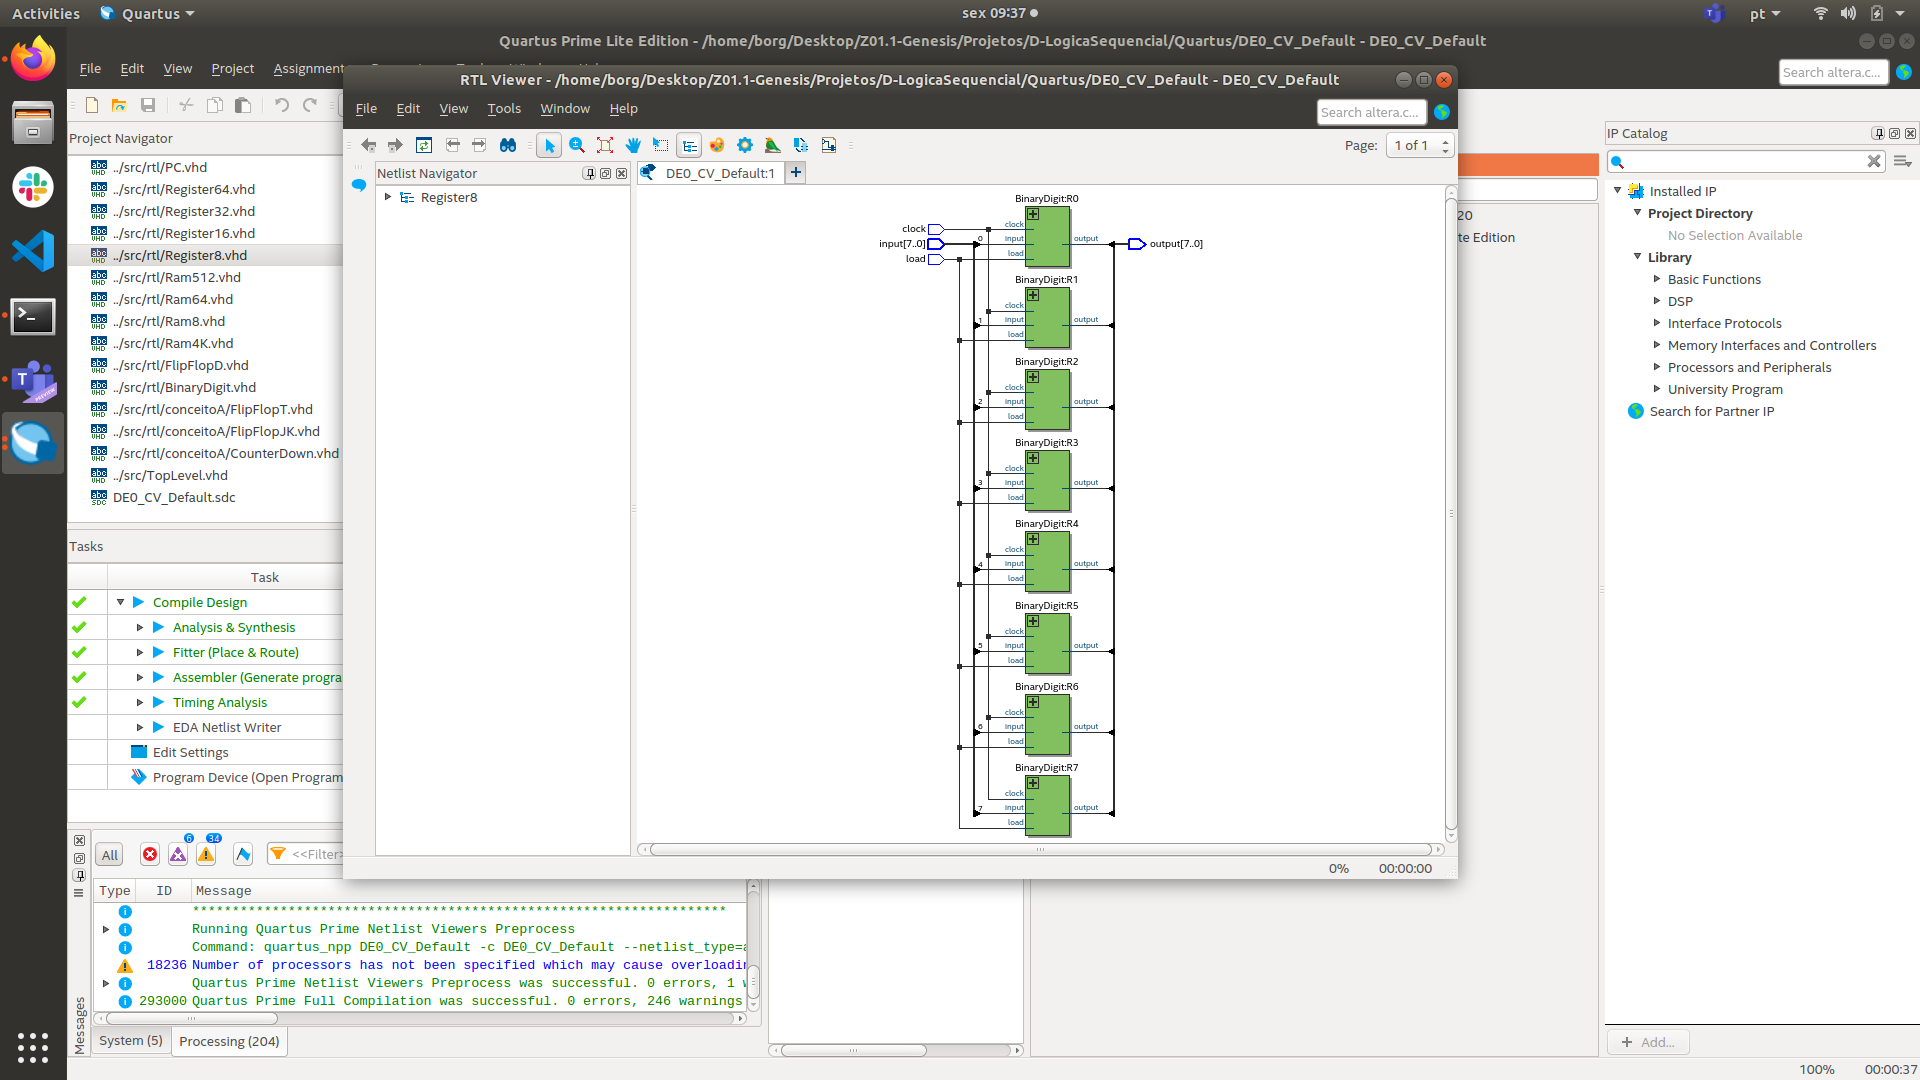 Activities
Quartus
sex 09:37
pt
Quartus Prime Lite Edition - /home/borg/Desktop/Z01.1-Genesis/Projetos/D-LogicaSequencial/Quartus/DE0_CV_Default - DE0_CV_Default
File Edit View Project Assignment
Search altera.c...
RTL Viewer - /home/borg/Desktop/Z01.1-Genesis/Projetos/D-LogicaSequencial/Quartus/DE0_CV_Default - DE0_CV_Default
File Edit View Tools Window Help
Search altera.c...
Page: 1 of 1
Project Navigator
../src/rtl/PC.vhd
../src/rtl/Register64.vhd
../src/rtl/Register32.vhd
../src/rtl/Register16.vhd
../src/rtl/Register8.vhd
../src/rtl/Ram512.vhd
../src/rtl/Ram64.vhd
../src/rtl/Ram8.vhd
../src/rtl/Ram4K.vhd
../src/rtl/FlipFlopD.vhd
../src/rtl/BinaryDigit.vhd
../src/rtl/conceitoA/FlipFlopT.vhd
../src/rtl/conceitoA/FlipFlopJK.vhd
../src/rtl/conceitoA/CounterDown.vhd
../src/TopLevel.vhd
DE0_CV_Default.sdc
Tasks
Task
Compile Design
Analysis & Synthesis
Fitter (Place & Route)
Assembler (Generate progra
Timing Analysis
EDA Netlist Writer
Edit Settings
Program Device (Open Program
Netlist Navigator
Register8
DE0_CV_Default:1
clock
input[7..0]
load
output[7..0]
BinaryDigit:R0
clock
0 input output
load
BinaryDigit:R1
clock
1 input output
load
BinaryDigit:R2
clock
2 input output
load
BinaryDigit:R3
clock
3 input output
load
BinaryDigit:R4
clock
4 input output
load
BinaryDigit:R5
clock
5 input output
load
BinaryDigit:R6
clock
6 input output
load
BinaryDigit:R7
clock
7 input output
load
0% 00:00:00
20
te Edition
IP Catalog
Installed IP
Project Directory
No Selection Available
Library
Basic Functions
DSP
Interface Protocols
Memory Interfaces and Controllers
Processors and Peripherals
University Program
Search for Partner IP
+ Add...
All
6
34
<<Filter>
Type ID Message
*******************************************************************
Running Quartus Prime Netlist Viewers Preprocess
Command: quartus_npp DE0_CV_Default -c DE0_CV_Default --netlist_type=a
18236 Number of processors has not been specified which may cause overloadin
Quartus Prime Netlist Viewers Preprocess was successful. 0 errors, 1 w
293000 Quartus Prime Full Compilation was successful. 0 errors, 246 warnings
Messages
System (5)
Processing (204)
100% 00:00:37